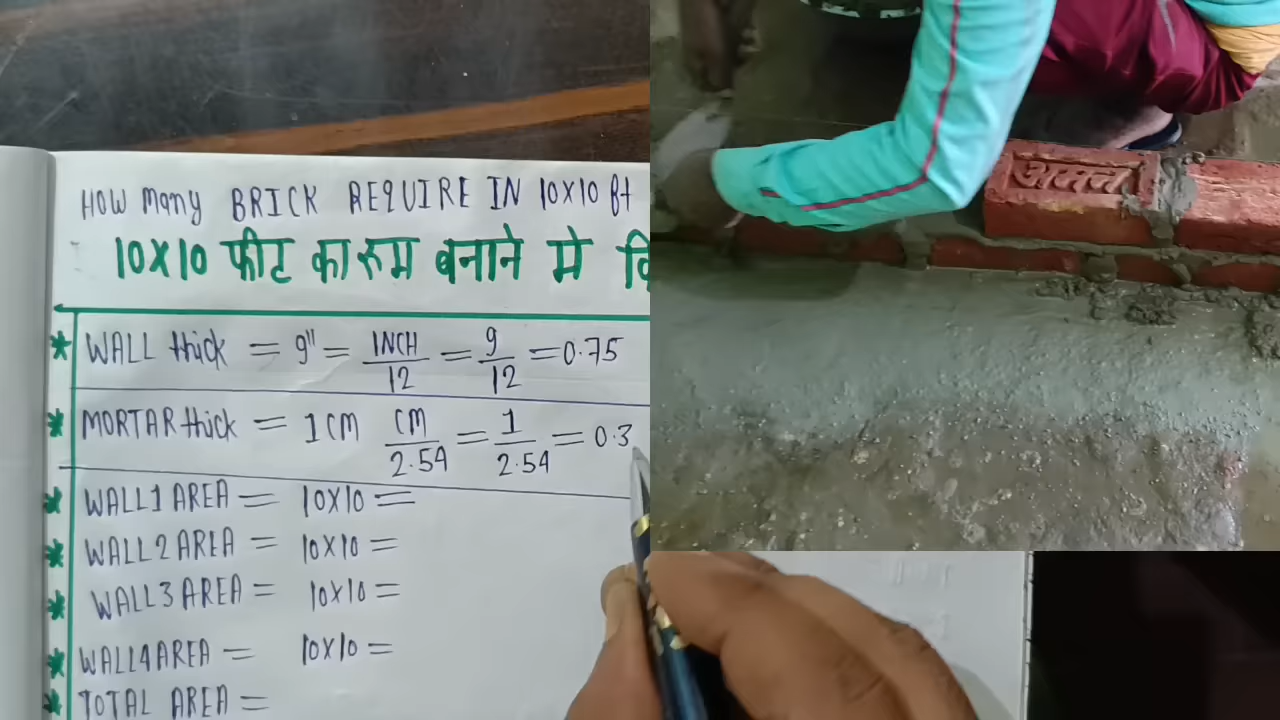 HOW Many BRICK REQUIRE IN 10X10 ft
10X10 फीट का रूम बनाने मे
* WALL thick = 9" = INCH/12 = 9/12 = 0.75
* MORTAR thick = 1 CM CM/2.54 = 1/2.54 = 0.3
* WALL1 AREA = 10X10 =
* WALL2 AREA = 10X10 =
* WALL3 AREA = 10X10 =
* WALL4 AREA = 10X10 =
* TOTAL AREA =
अमन